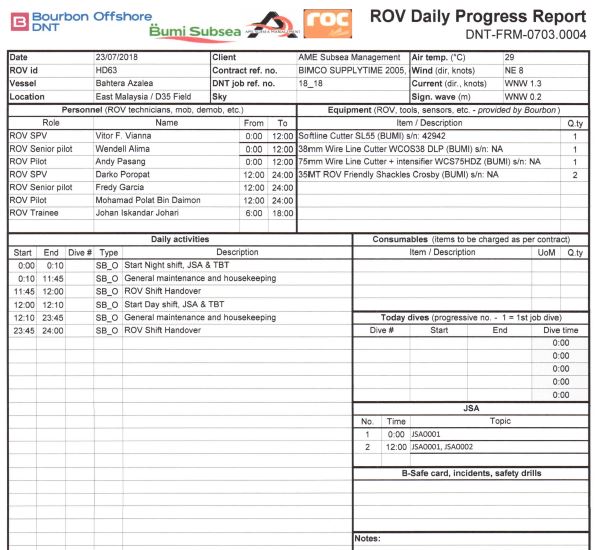 Bourbon Offshore DNT
Bumi Subsea
AME SUBSEA MANAGEMENT
roc
ROV Daily Progress Report
DNT-FRM-0703.0004
Date 23/07/2018 Client AME Subsea Management Air temp. (°C) 29
ROV id HD63 Contract ref. no. BIMCO SUPPLYTIME 2005, Wind (dir, knots) NE 8
Vessel Bahtera Azalea DNT job ref. no. 18_18 Current (dir., knots) WNW 1.3
Location East Malaysia / D35 Field Sky Sign. wave (m) WNW 0.2
Personnel (ROV technicians, mob, demob, etc.) Equipment (ROV, tools, sensors, etc. - provided by Bourbon)
Role Name From To Item / Description Q.ty
ROV SPV Vitor F. Vianna 0:00 12:00 Softline Cutter SL55 (BUMI) s/n: 42942 1
ROV Senior pilot Wendell Alima 0:00 12:00 38mm Wire Line Cutter WCOS38 DLP (BUMI) s/n: NA 1
ROV Pilot Andy Pasang 0:00 12:00 75mm Wire Line Cutter + intensifier WCS75HDZ (BUMI) s/n: NA 1
ROV SPV Darko Poropat 12:00 24:00 35MT ROV Friendly Shackles Crosby (BUMI) s/n: NA 2
ROV Senior pilot Fredy Garcia 12:00 24:00
ROV Pilot Mohamad Polat Bin Daimon 12:00 24:00
ROV Trainee Johan Iskandar Johari 6:00 18:00
Daily activities
Start End Dive # Type Description
0:00 0:10 SB_O Start Night shift, JSA & TBT
0:10 11:45 SB_O General maintenance and housekeeping
11:45 12:00 SB_O ROV Shift Handover
12:00 12:10 SB_O Start Day shift, JSA & TBT
12:10 23:45 SB_O General maintenance and housekeeping
23:45 24:00 SB_O ROV Shift Handover
Consumables (items to be charged as per contract)
Item / Description UoM Q.ty
Today dives (progressive no. - 1 = 1st job dive)
Dive # Start End Dive time
0:00
0:00
0:00
0:00
0:00
JSA
No. Time Topic
1 0:00 JSA0001
2 12:00 JSA0001, JSA0002
B-Safe card, incidents, safety drills
Notes: